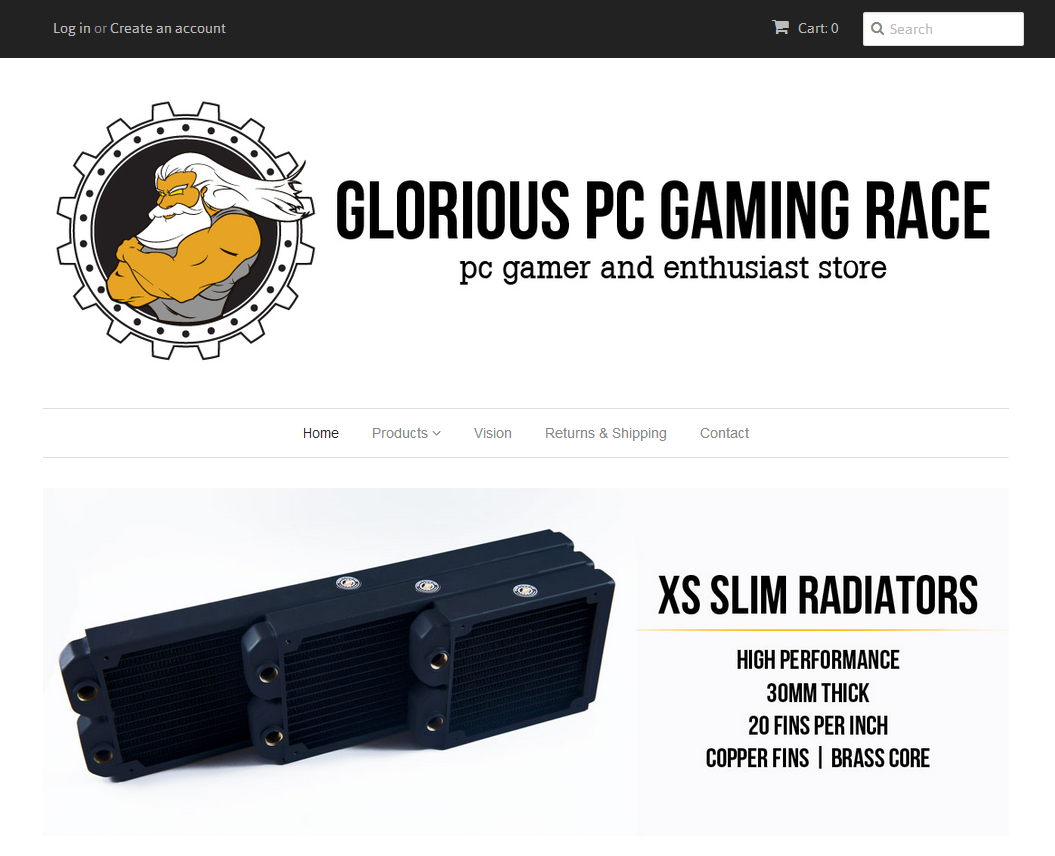 Log in or Create an account
Cart: 0
Search
GLORIOUS PC GAMING RACE
pc gamer and enthusiast store
Home
Products
Vision
Returns & Shipping
Contact
XS SLIM RADIATORS
HIGH PERFORMANCE
30MM THICK
20 FINS PER INCH
COPPER FINS | BRASS CORE